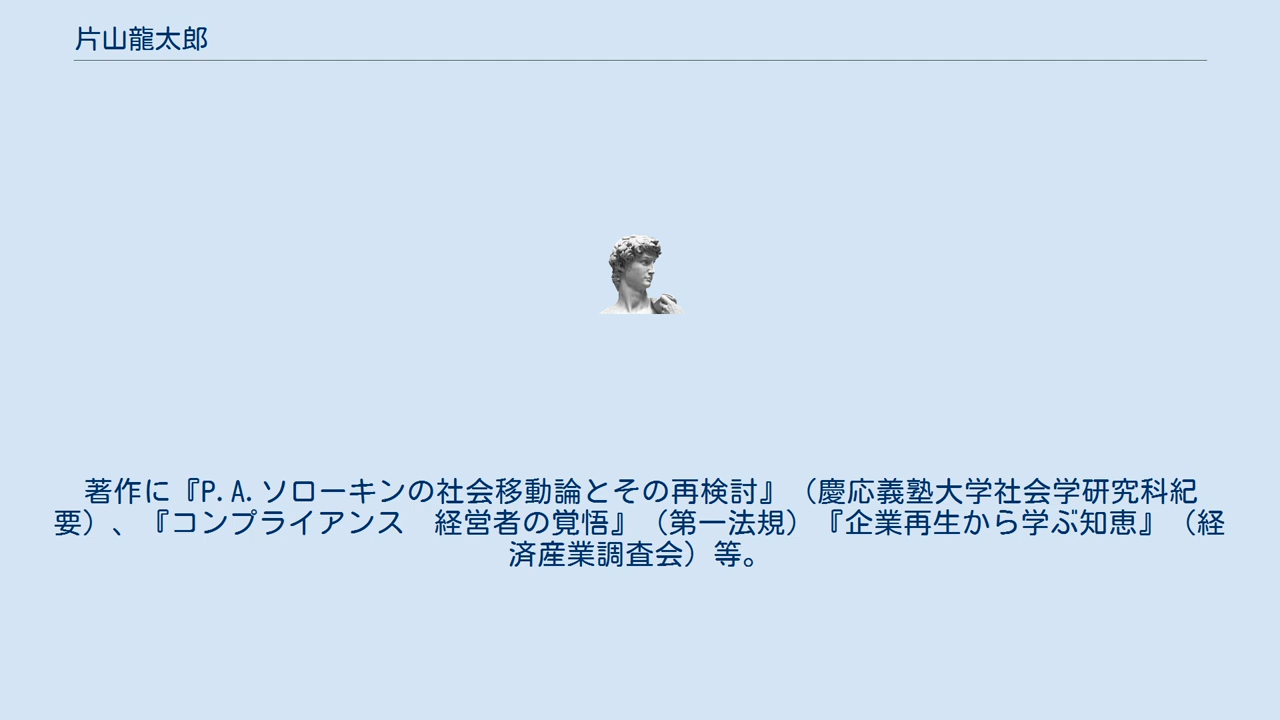 片山龍太郎
著作に『P.A.ソローキンの社会移動論とその再検討』（慶応義塾大学社会学研究科紀
要）、『コンプライアンス　経営者の覚悟』（第一法規）『企業再生から学ぶ知恵』（経
済産業調査会）等。